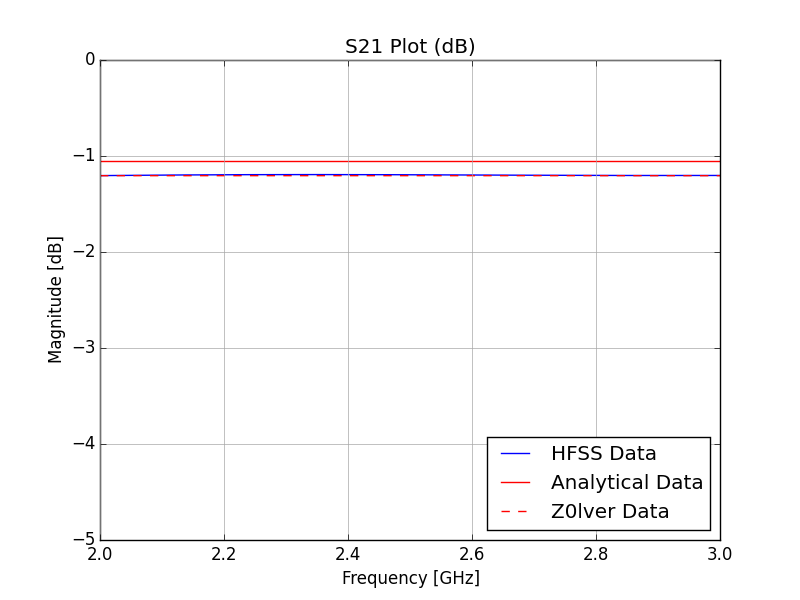 S21 Plot (dB)
0
−1
−2
−3
−4
−5
Magnitude [dB]
HFSS Data
Analytical Data
Z0lver Data
2.0 2.2 2.4 2.6 2.8 3.0
Frequency [GHz]